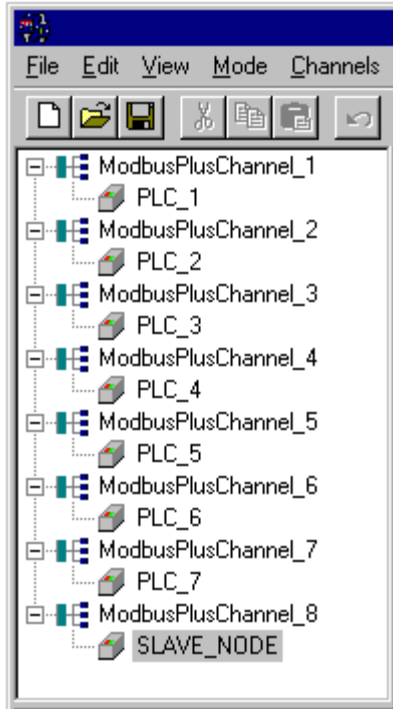 File Edit View Mode Channels
ModbusPlusChannel_1
PLC_1
ModbusPlusChannel_2
PLC_2
ModbusPlusChannel_3
PLC_3
ModbusPlusChannel_4
PLC_4
ModbusPlusChannel_5
PLC_5
ModbusPlusChannel_6
PLC_6
ModbusPlusChannel_7
PLC_7
ModbusPlusChannel_8
SLAVE_NODE